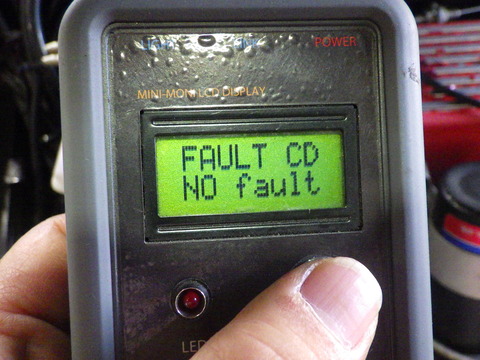 POWER
MINI-MONI LCD DISPLAY
FAULT CD
NO fault
LED